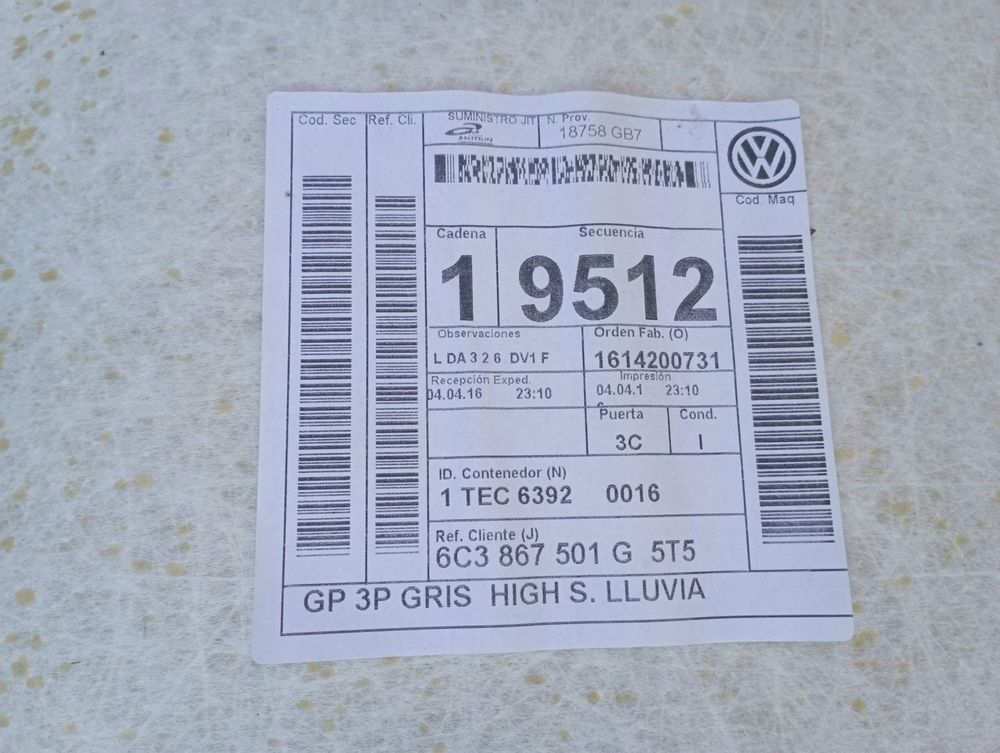 Cod. Sec Ref. Cli. SUMINISTRO JIT N. Prov.
ANTOLIN 18758 GB7
Cod. Maq
Cadena Secuencia
1 9512
Observaciones Orden Fab. (O)
L DA 3 2 6 DV1 F 1614200731
Recepción Exped. Impresión
04.04.16 23:10 04.04.1 23:10
Puerta Cond.
3C I
ID. Contenedor (N)
1 TEC 6392 0016
Ref. Cliente (J)
6C3 867 501 G 5T5
GP 3P GRIS HIGH S. LLUVIA